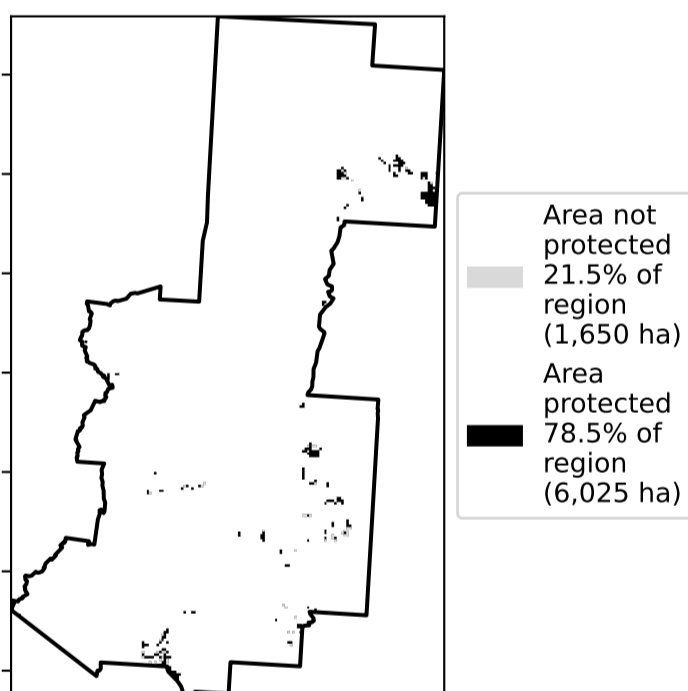 Area not
protected
21.5% of
region
(1,650 ha)
Area
protected
78.5% of
region
(6,025 ha)